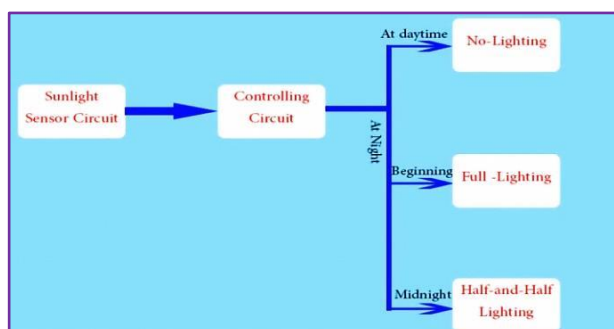 At daytime
No-Lighting
Sunlight
Sensor Circuit
Controlling
Circuit
At Night
Beginning
Full -Lighting
Midnight
Half-and-Half
Lighting